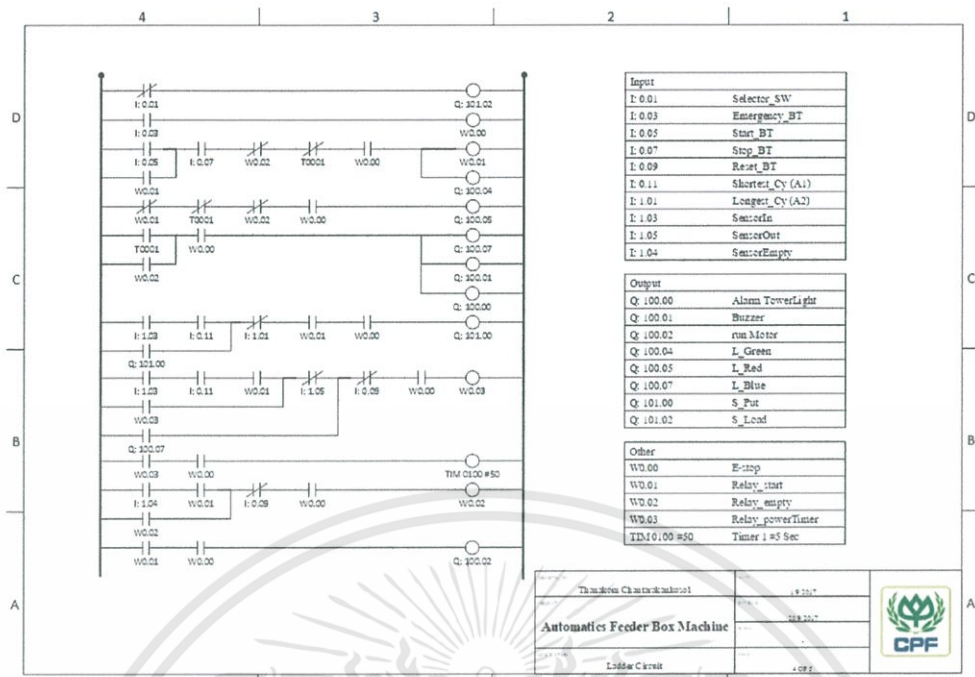 4 3 2 1
D
C
B
A
I: 0.01 Q: 101.02
I: 0.03 W0.00
I: 0.05 I: 0.07 W0.02 T0001 W0.00 W0.01
W0.01 Q: 100.04
W0.01 T0001 W0.02 W0.00 Q: 100.05
T0001 W0.00 Q: 100.07
W0.02 Q: 100.01
Q: 100.00
I: 1.03 I: 0.11 I: 1.01 W0.01 W0.00 Q: 101.00
Q: 101.00
I: 1.03 I: 0.11 W0.01 I: 1.05 I: 0.09 W0.00 W0.03
W0.03
Q: 100.07
W0.03 W0.00 TIM 0100 #50
I: 1.04 W0.01 I: 0.09 W0.00 W0.02
W0.02
W0.01 W0.00 Q: 100.02
Input
I: 0.01 Selector_SW
I: 0.03 Emergency_BT
I: 0.05 Start_BT
I: 0.07 Stop_BT
I: 0.09 Reset_BT
I: 0.11 Shortest_Cy (A1)
I: 1.01 Longest_Cy (A2)
I: 1.03 SensorIn
I: 1.05 SensorOut
I: 1.04 SensorEmpty
Output
Q: 100.00 Alarm TowerLight
Q: 100.01 Buzzer
Q: 100.02 run Motor
Q: 100.04 L_Green
Q: 100.05 L_Red
Q: 100.07 L_Blue
Q: 101.00 S_Put
Q: 101.02 S_Load
Other
W0.00 E-stop
W0.01 Relay_start
W0.02 Relay_empty
W0.03 Relay_powerTimer
TIM 0100 #50 Timer 1 #5 Sec
D
C
B
A
Automatics Feeder Box Machine
Ladder Circuit
CPF